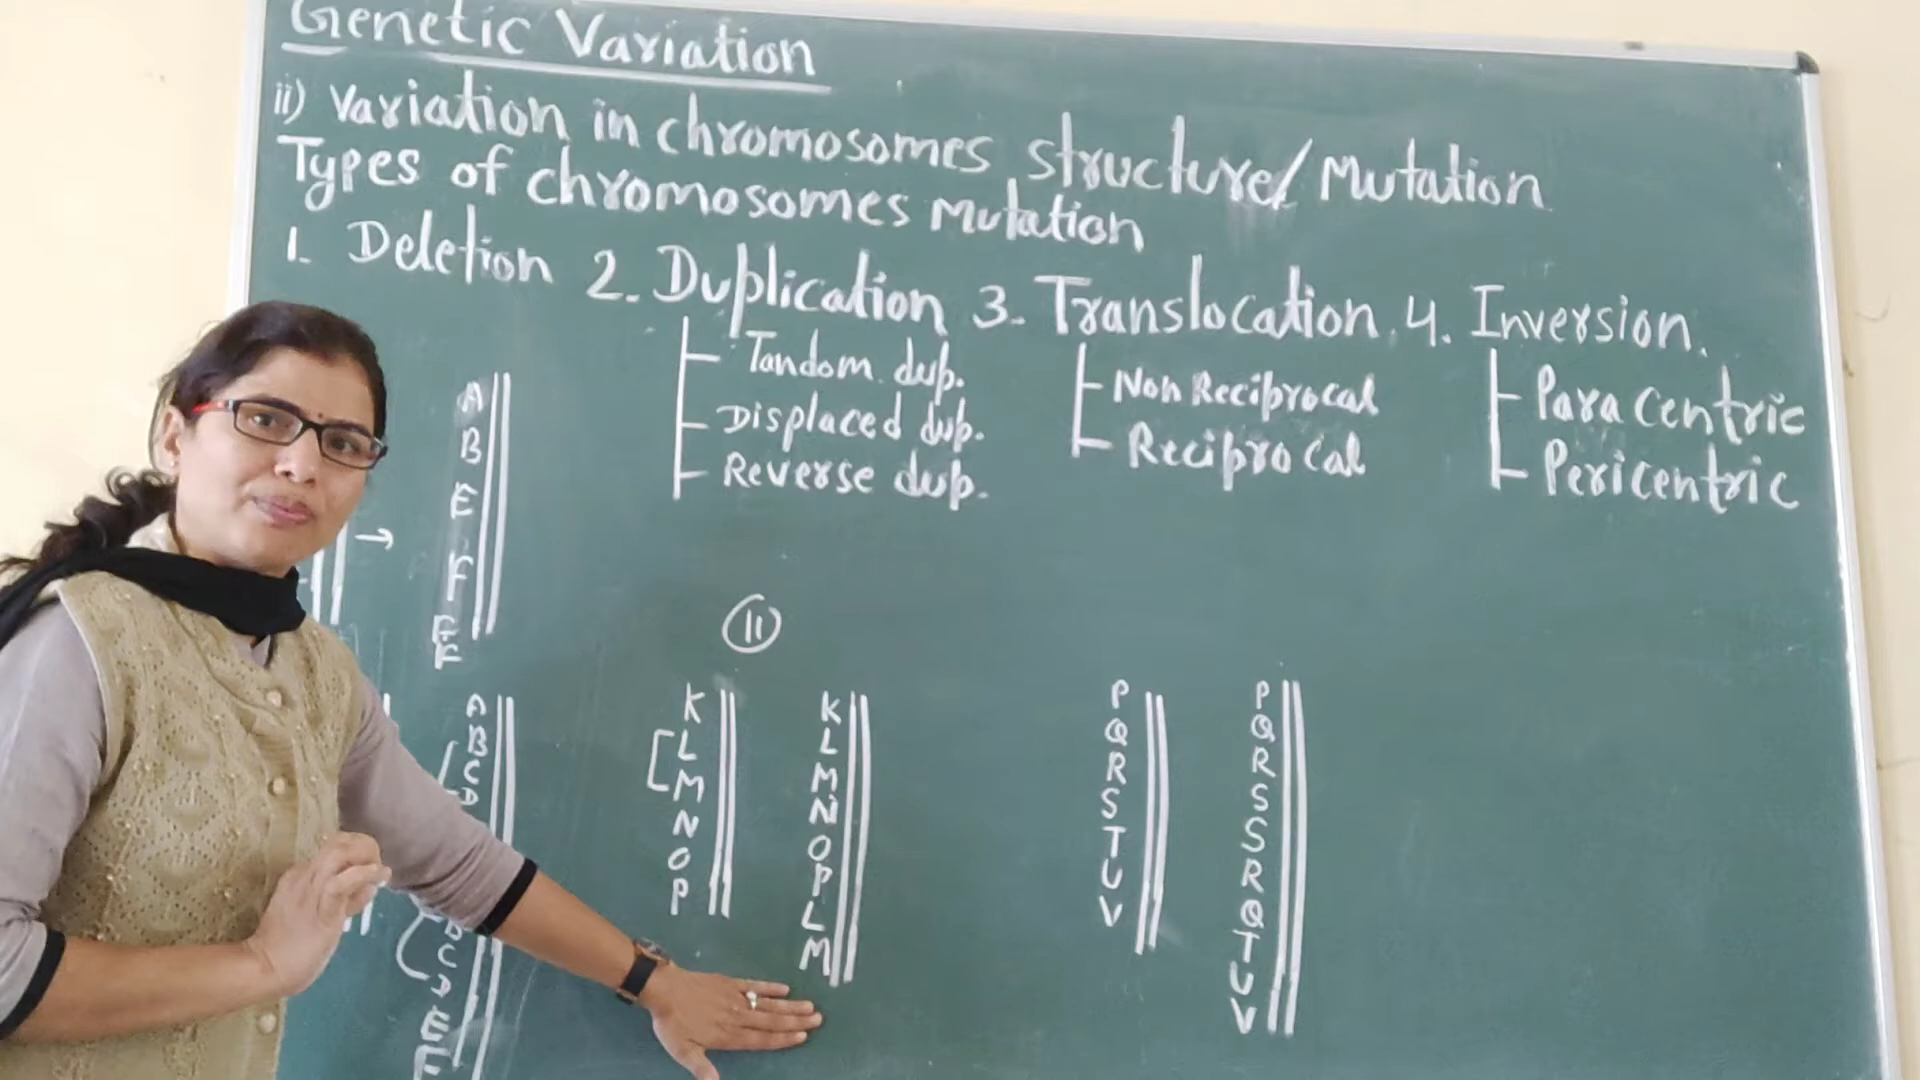 Genetic Variation
ii) Variation in chromosomes structure/Mutation
Types of chromosomes Mutation
1. Deletion 2. Duplication 3. Translocation. 4. Inversion.
Tandom dup.
Displaced dup.
Reverse dup.
Non Reciprocal
Reciprocal
Para Centric
Pericentric
A
B
E
F
→
11
A
B
C
D
B
C
D
E
K
L
M
N
O
P
K
L
M
N
O
P
L
M
P
Q
R
S
T
U
V
P
Q
R
S
S
R
Q
T
U
V